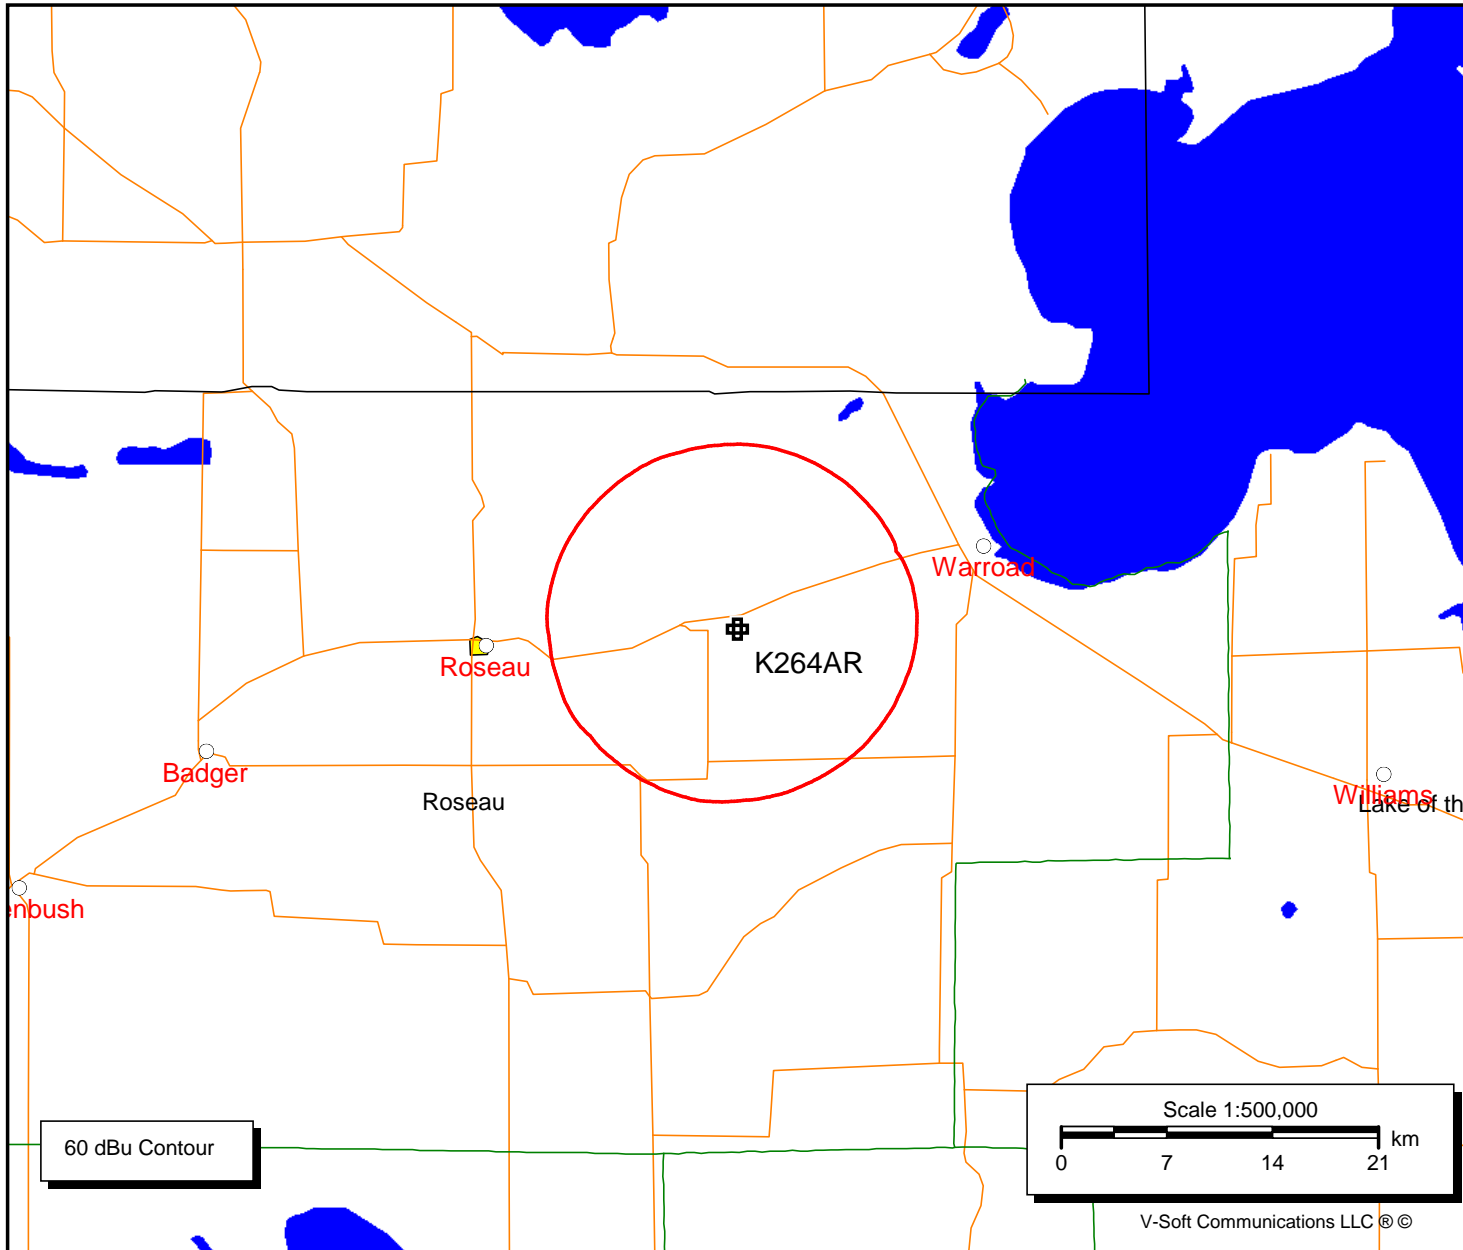 Warroad
K264AR
Roseau
Badger
Roseau
Williams
Lake of th
enbush
60 dBu Contour
Scale 1:500,000
km
0 7 14 21
V-Soft Communications LLC ® ©